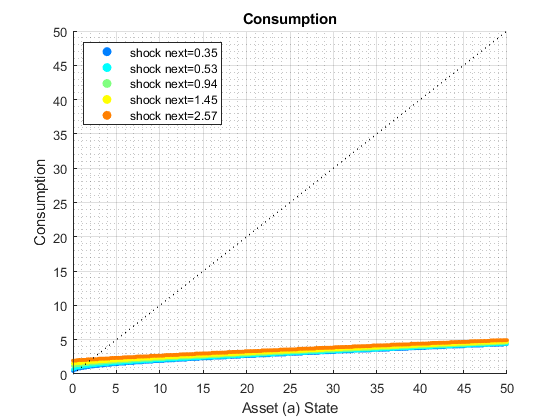 Consumption
50
45
40
35
30
25
20
15
10
5
0
Consumption
shock next=0.35
shock next=0.53
shock next=0.94
shock next=1.45
shock next=2.57
0 5 10 15 20 25 30 35 40 45 50
Asset (a) State